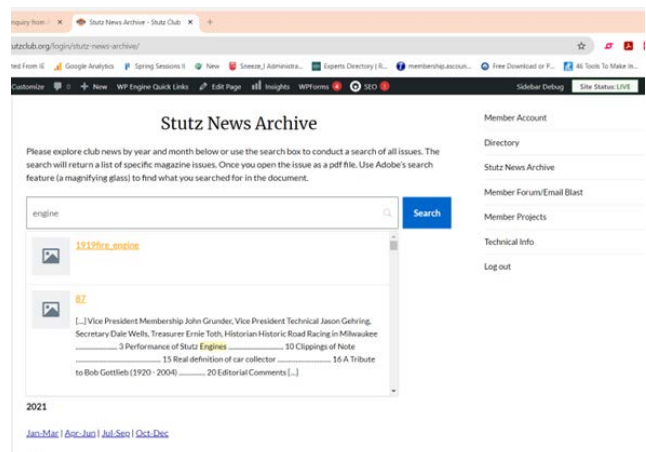 nquiry from
Stutz News Archive - Stutz Club
utzclub.org/login/stutz-news-archive/
ted From IE
Google Analytics
Spring Sessions II
New
Sneeze_I Administra...
Experts Directory | R...
membership.ascoun...
Free Download or P...
46 Tools To Make In...
Customize
0
+ New
WP Engine Quick Links
Edit Page
Insights
WPForms
SEO
Sidebar Debug
Site Status: LIVE
Stutz News Archive
Please explore club news by year and month below or use the search box to conduct a search of all issues. The
search will return a list of specific magazine issues. Once you open the issue as a pdf file. Use Adobe's search
feature (a magnifying glass) to find what you searched for in the document.
engine
Search
1919fire_engine
87
[...] Vice President Membership John Grunder, Vice President Technical Jason Gehring,
Secretary Dale Wells, Treasurer Ernie Toth, Historian Historic Road Racing in Milwaukee
.................... 3 Performance of Stutz Engines .................... 10 Clippings of Note
.................... 15 Real definition of car collector .................... 16 A Tribute
to Bob Gottlieb (1920 - 2004) ............ 20 Editorial Comments [...]
2021
Jan-Mar | Apr-Jun | Jul-Sep | Oct-Dec
Member Account
Directory
Stutz News Archive
Member Forum/Email Blast
Member Projects
Technical Info
Log out